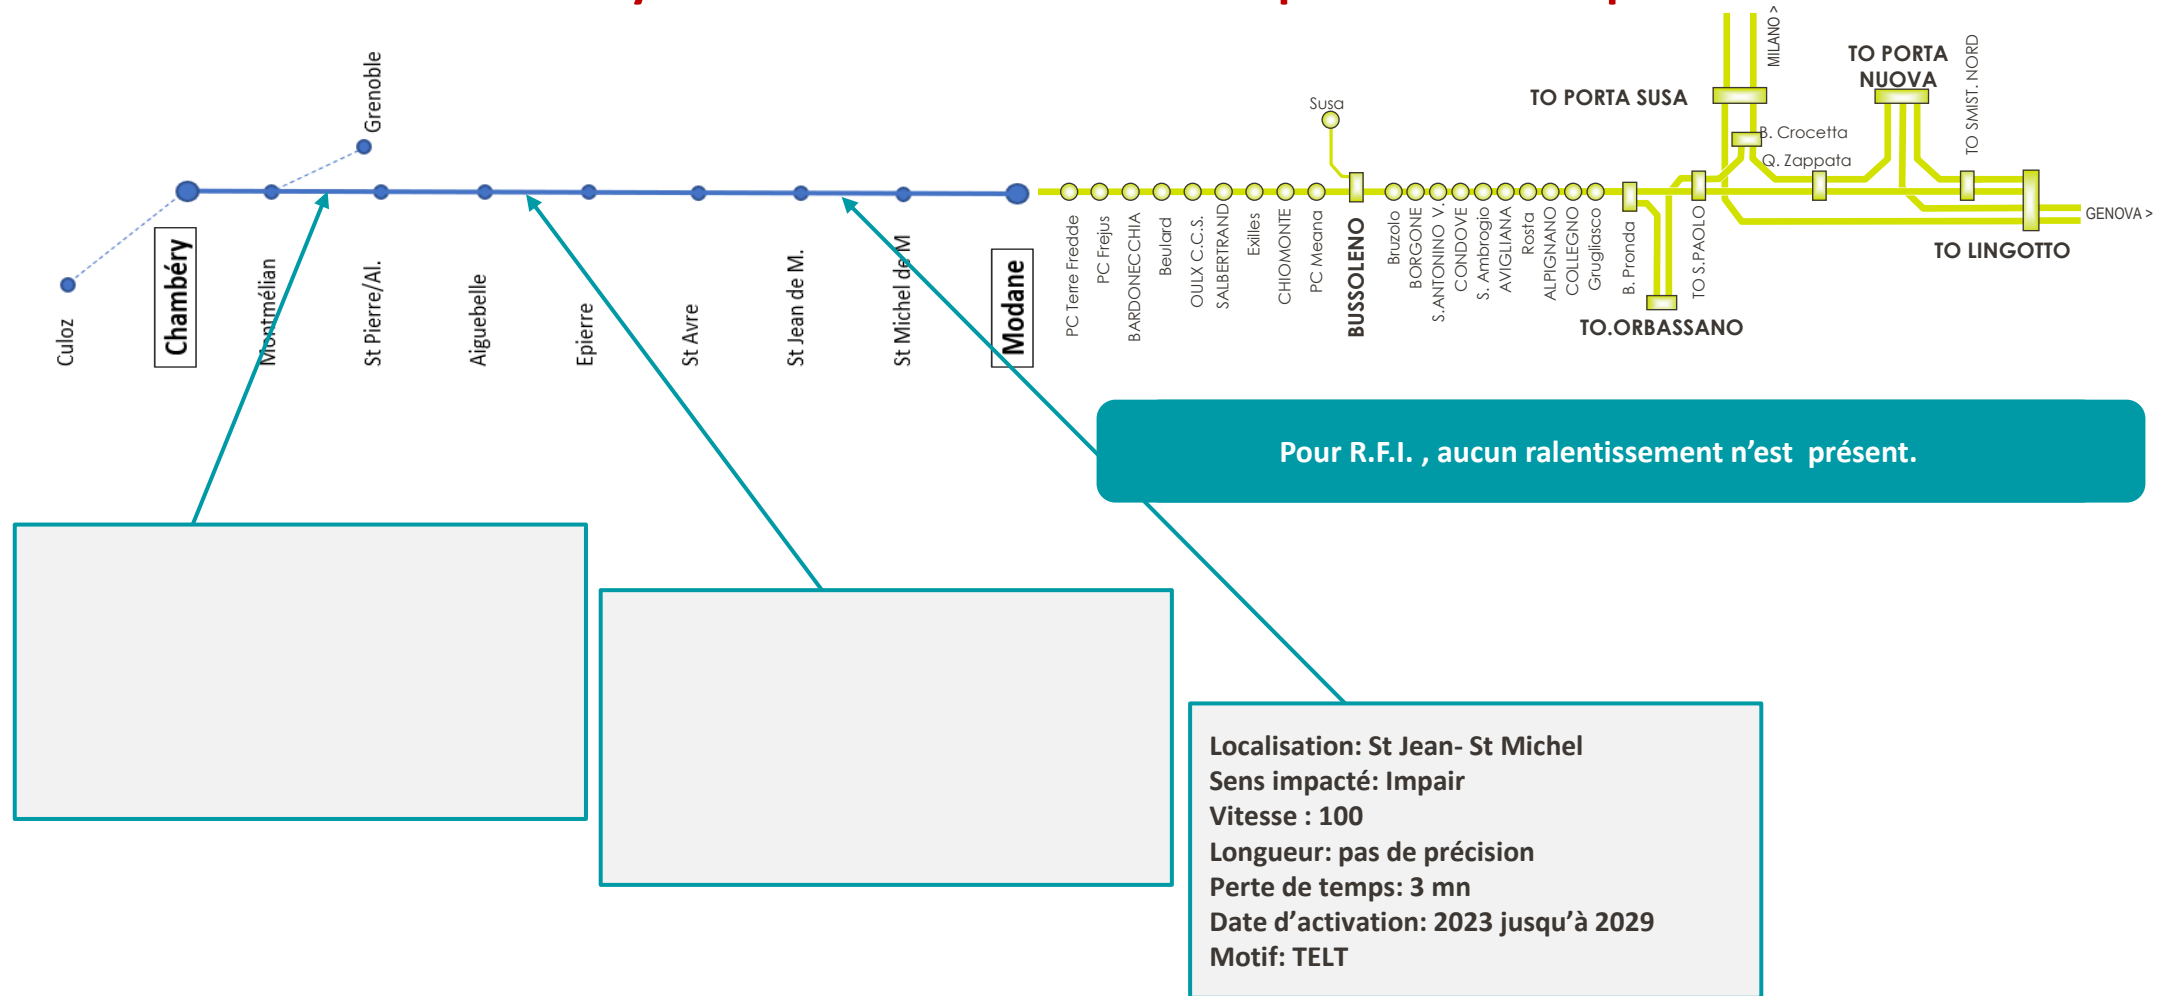 MILANO >
TO PORTA
NUOVA
TO SMIST. NORD
Grenoble
TO PORTA SUSA
Susa
B. Crocetta
Q. Zappata
GENOVA >
TO LINGOTTO
Culoz
Chambéry
Montmélian
St Pierre/Al.
Aiguebelle
Epierre
St Avre
St Jean de M.
St Michel de M
Modane
PC Terre Fredde
PC Frejus
BARDONECCHIA
Beulard
OULX C.C.S.
SALBERTRAND
Exilles
CHIOMONTE
PC Meana
BUSSOLENO
Bruzolo
BORGONE
S.ANTONINO V.
CONDOVE
S. Ambrogio
AVIGLIANA
Rosta
ALPIGNANO
COLLEGNO
Grugliasco
B. Pronda
TO S.PAOLO
TO.ORBASSANO
Pour R.F.I. , aucun ralentissement n’est  présent.
Localisation: St Jean- St Michel
Sens impacté: Impair
Vitesse : 100
Longueur: pas de précision
Perte de temps: 3 mn
Date d’activation: 2023 jusqu’à 2029
Motif: TELT